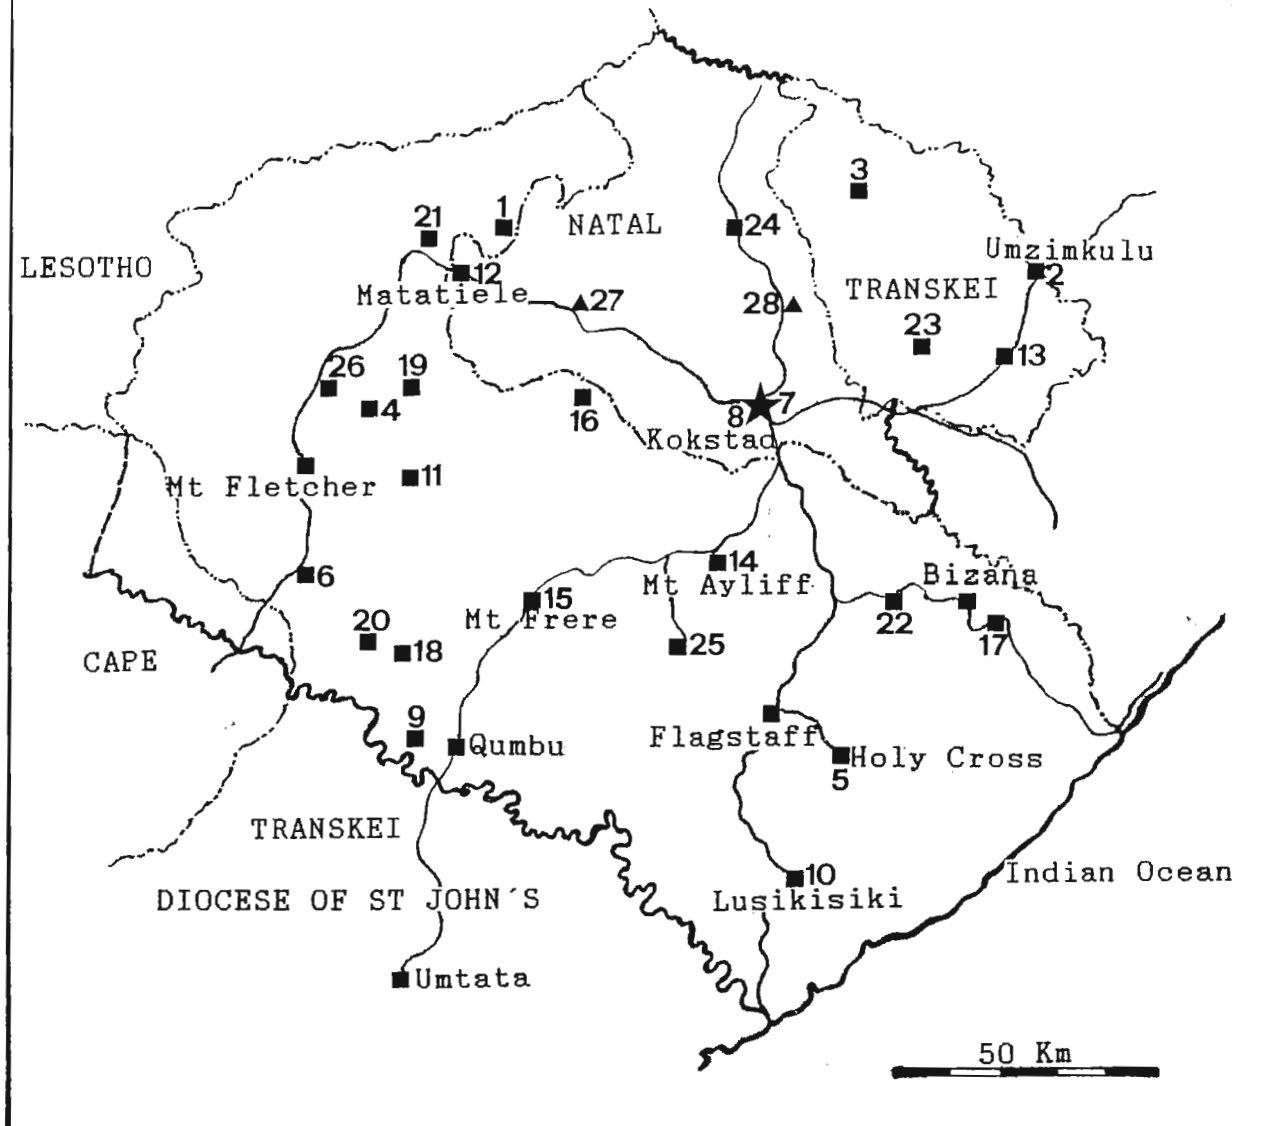 3
1
21
NATAL
24
Umzimkulu
LESOTHO
12
2
TRANSKEI
Matatiele
27
28
23
13
26
19
4
16
8
7
Kokstad
11
Mt Fletcher
6
14
Mt Ayliff
Bizana
15
Mt Frere
22
17
20
18
25
CAPE
9
Qumbu
Flagstaff
Holy Cross
5
TRANSKEI
10
Indian Ocean
DIOCESE OF ST JOHN´S
Lusikisiki
Umtata
50 Km